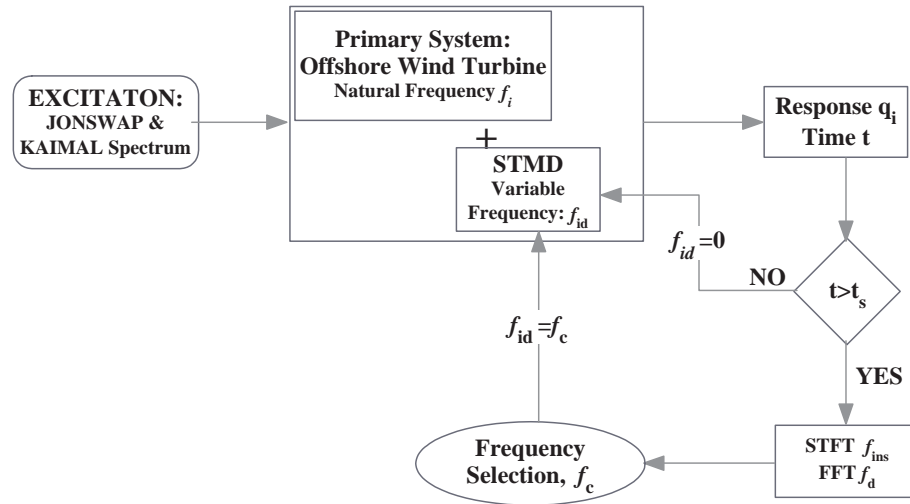 EXCITATON:
JONSWAP &
KAIMAL Spectrum
Primary System:
Offshore Wind Turbine
Natural Frequency f_i
+
STMD
Variable
Frequency: f_id
Response q_i
Time t
t>t_s
NO
f_id=0
YES
STFT f_ins
FFT f_d
Frequency
Selection, f_c
f_id=f_c